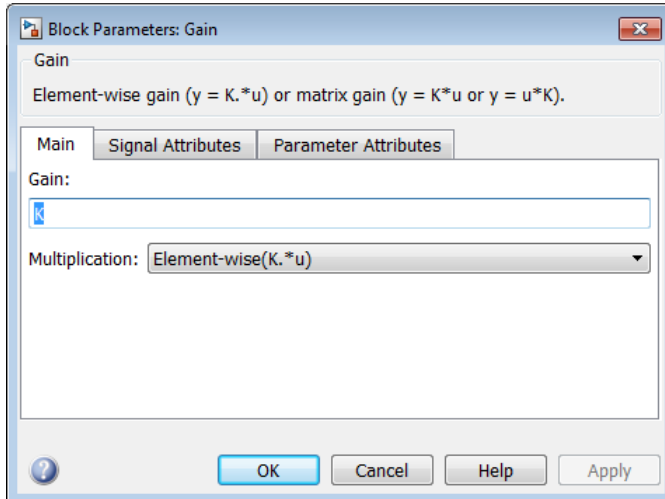 Block Parameters: Gain
Gain
Element-wise gain (y = K.*u) or matrix gain (y = K*u or y = u*K).
Main Signal Attributes Parameter Attributes
Gain:
K
Multiplication: Element-wise(K.*u)
? OK Cancel Help Apply